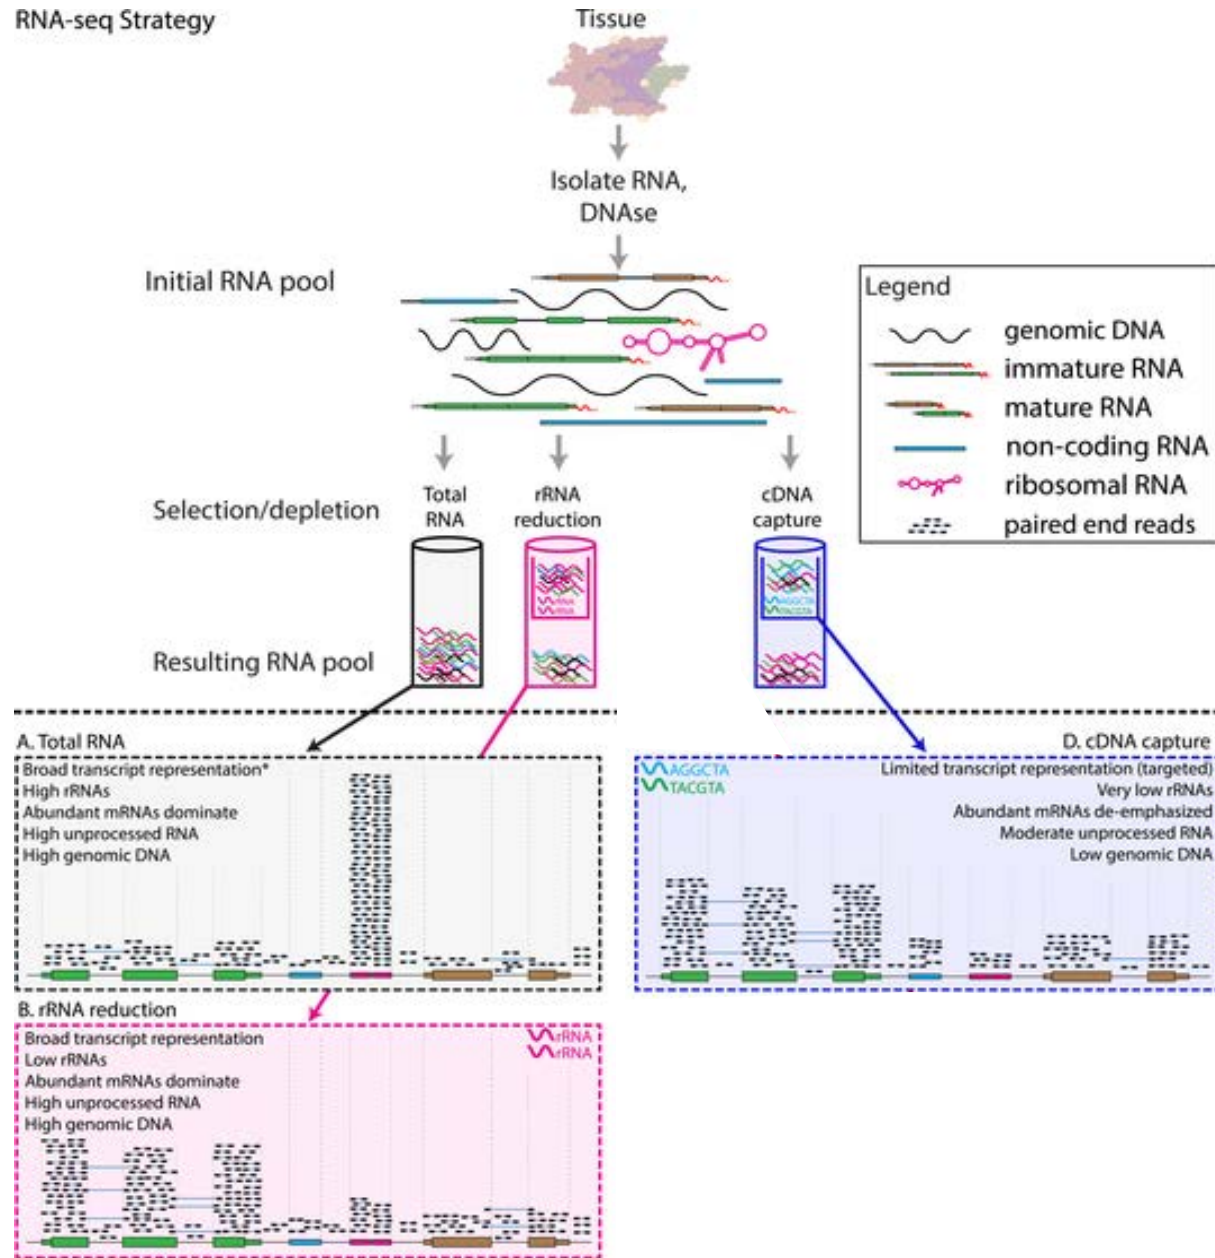 RNA-seq Strategy
Tissue
Isolate RNA,
DNAse
Initial RNA pool
Legend
genomic DNA
immature RNA
mature RNA
non-coding RNA
ribosomal RNA
paired end reads
Selection/depletion
Total
RNA
rRNA
reduction
cDNA
capture
rRNA
rRNA
AGGCTA
TACGTA
Resulting RNA pool
A. Total RNA
Broad transcript representation*
High rRNAs
Abundant mRNAs dominate
High unprocessed RNA
High genomic DNA
D. cDNA capture
AGGCTA
TACGTA
Limited transcript representation (targeted)
Very low rRNAs
Abundant mRNAs de-emphasized
Moderate unprocessed RNA
Low genomic DNA
B. rRNA reduction
Broad transcript representation
Low rRNAs
Abundant mRNAs dominate
High unprocessed RNA
High genomic DNA
rRNA
rRNA